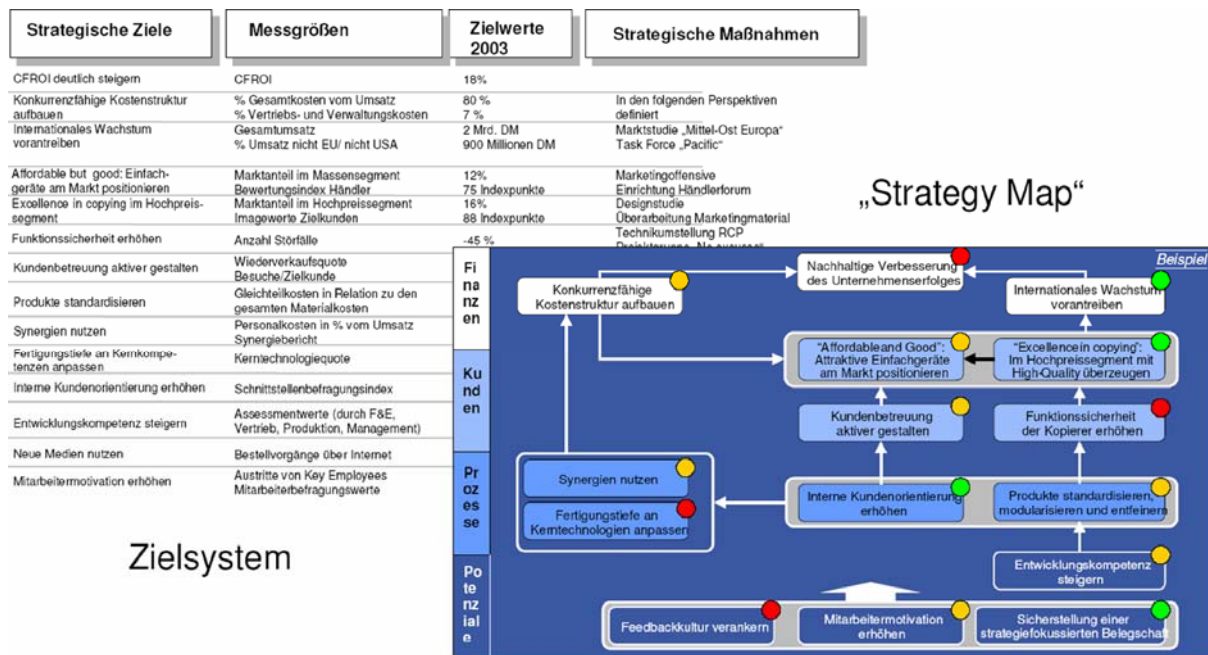 Strategische Ziele
Messgrößen
Zielwerte
2003
Strategische Maßnahmen
CFROI deutlich steigern
CFROI
18%
Konkurrenzfähige Kostenstruktur
aufbauen
% Gesamtkosten vom Umsatz
% Vertriebs- und Verwaltungskosten
80 %
7 %
In den folgenden Perspektiven
definiert
Internationales Wachstum
vorantreiben
Gesamtumsatz
% Umsatz nicht EU/ nicht USA
2 Mrd. DM
900 Millionen DM
Marktstudie „Mittel-Ost Europa“
Task Force „Pacific“
Affordable but good: Einfach-
geräte am Markt positionieren
Marktanteil im Massensegment
Bewertungsindex Händler
12%
75 Indexpunkte
Marketingoffensive
Einrichtung Händlerforum
Excellence in copying im Hochpreis-
segment
Marktanteil im Hochpreissegment
Imagewerte Zielkunden
16%
88 Indexpunkte
Designstudie
Überarbeitung Marketingmaterial
Funktionssicherheit erhöhen
Anzahl Störfälle
-45 %
Technikumstellung RCP
Kundenbetreuung aktiver gestalten
Wiederverkaufsquote
Besuche/Zielkunde
Produkte standardisieren
Gleichteilkosten in Relation zu den
gesamten Materialkosten
Synergien nutzen
Personalkosten in % vom Umsatz
Synergiebericht
Fertigungstiefe an Kernkompe-
tenzen anpassen
Kerntechnologiequote
Interne Kundenorientierung erhöhen
Schnittstellenbefragungsindex
Entwicklungskompetenz steigern
Assessmentwerte (durch F&E,
Vertrieb, Produktion, Management)
Neue Medien nutzen
Bestellvorgänge über Internet
Mitarbeitermotivation erhöhen
Austritte von Key Employees
Mitarbeiterbefragungswerte
Zielsystem
„Strategy Map“
Beispiel
Fi
na
nz
en
Konkurrenzfähige
Kostenstruktur aufbauen
Nachhaltige Verbesserung
des Unternehmenserfolges
Internationales Wachstum
vorantreiben
Ku
nd
en
"Affordable and Good":
Attraktive Einfachgeräte
am Markt positionieren
"Excellence in copying":
Im Hochpreissegment mit
High-Quality überzeugen
Kundenbetreuung
aktiver gestalten
Funktionssicherheit
der Kopierer erhöhen
Pr
oz
es
se
Synergien nutzen
Fertigungstiefe an
Kerntechnologien anpassen
Interne Kundenorientierung
erhöhen
Produkte standardisieren,
modularisieren und entfeinern
Po
te
nz
ial
e
Entwicklungskompetenz
steigern
Feedbackkultur verankern
Mitarbeitermotivation
erhöhen
Sicherstellung einer
strategiefokussierten Belegschaft